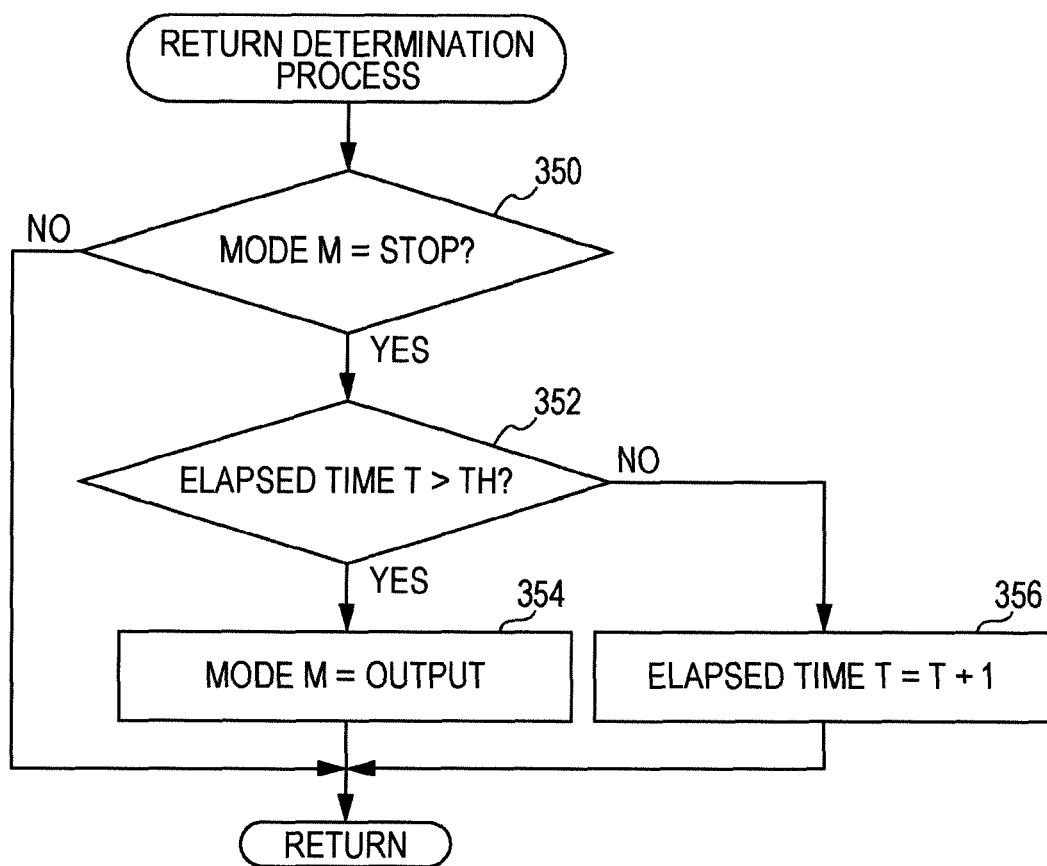 RETURN DETERMINATION
PROCESS
350
NO
MODE M = STOP?
YES
352
ELAPSED TIME T > TH?
NO
YES
354
356
MODE M = OUTPUT
ELAPSED TIME T = T + 1
RETURN